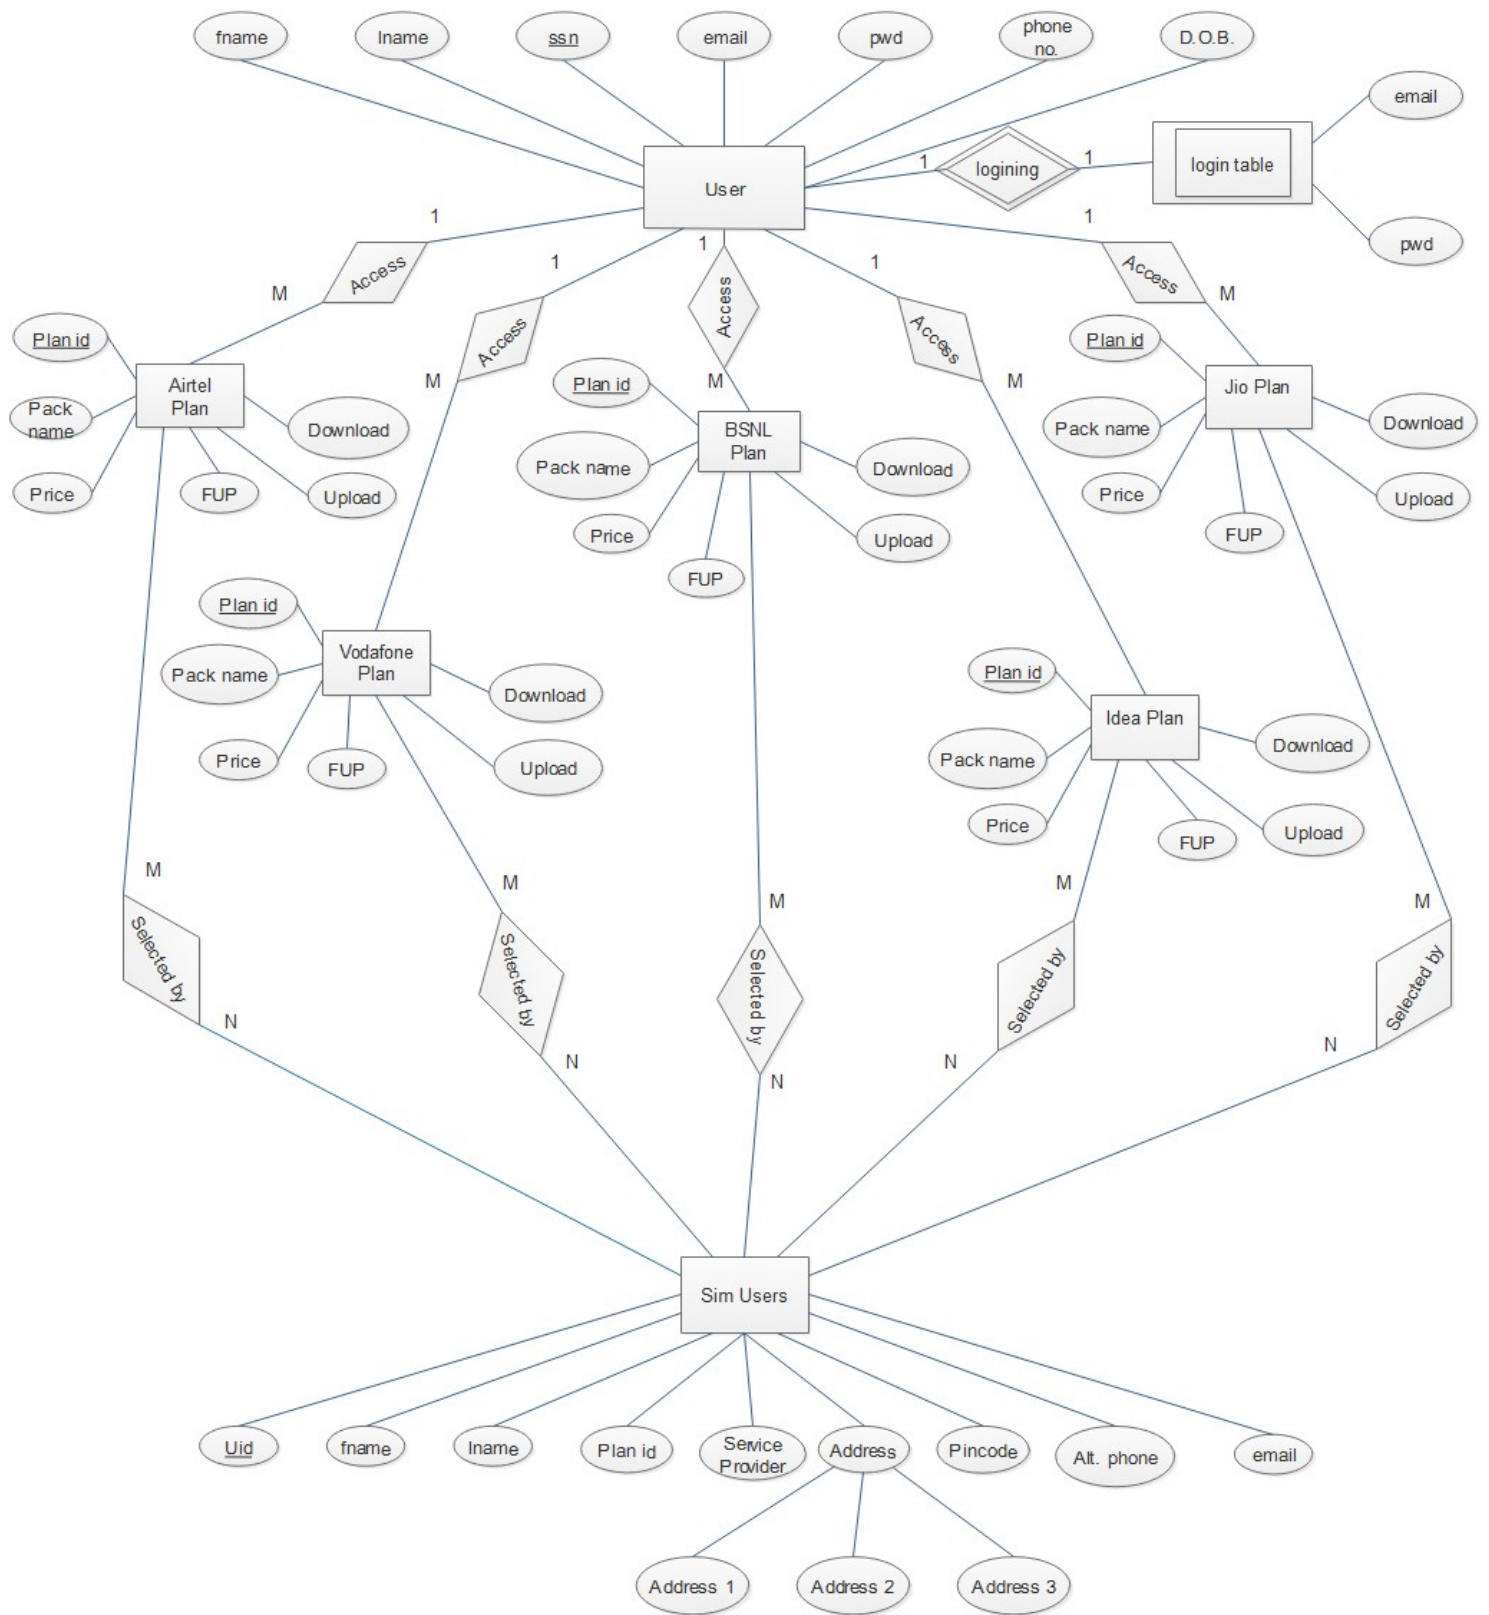 fname
lname
ssn
email
pwd
phone
no.
D.O.B.
email
logining
login table
1
1
User
pwd
1
1
1
1
1
Access
Access
Access
Access
Access
M
M
M
M
M
Plan id
Airtel
Plan
Pack
name
Download
Price
FUP
Upload
Plan id
BSNL
Plan
Pack name
Download
Price
Upload
FUP
Plan id
Jio Plan
Pack name
Download
Price
Upload
FUP
Plan id
Vodafone
Plan
Pack name
Download
Price
FUP
Upload
Plan id
Idea Plan
Pack name
Download
Price
FUP
Upload
M
M
M
M
M
Selected by
Selected by
Selected by
Selected by
Selected by
N
N
N
N
N
Sim Users
Uid
fname
lname
Plan id
Service
Provider
Address
Pincode
Alt. phone
email
Address 1
Address 2
Address 3